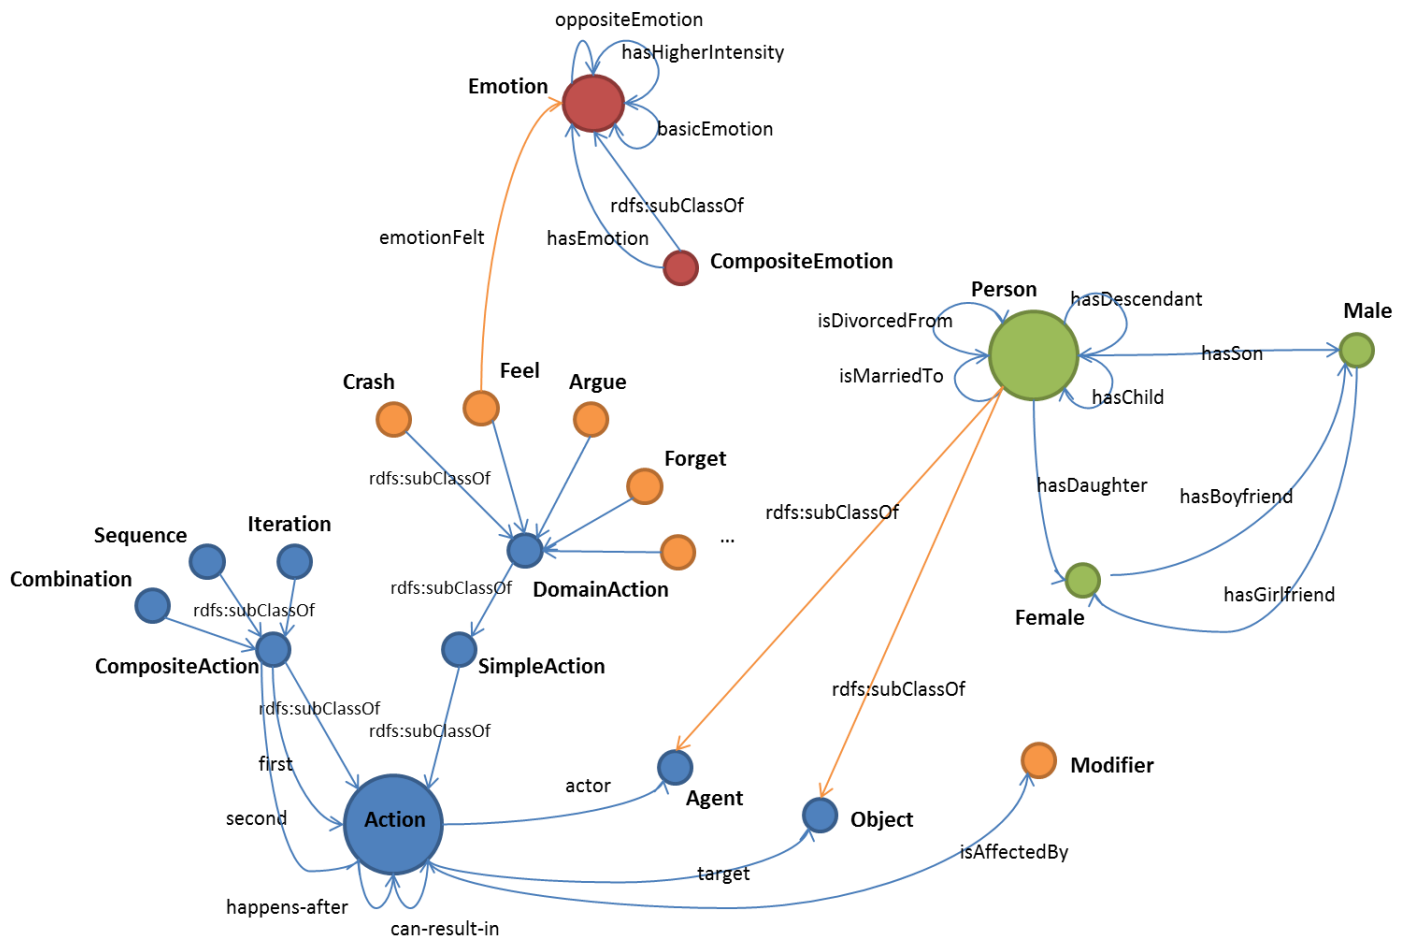 oppositeEmotion
hasHigherIntensity
Emotion
basicEmotion
rdfs:subClassOf
emotionFelt
hasEmotion
CompositeEmotion
Person
hasDescendant
Male
isDivorcedFrom
hasSon
isMarriedTo
hasChild
Feel
Crash
Argue
Forget
rdfs:subClassOf
hasDaughter
hasBoyfriend
rdfs:subClassOf
Iteration
Sequence
...
Combination
rdfs:subClassOf
DomainAction
hasGirlfriend
rdfs:subClassOf
Female
CompositeAction
SimpleAction
rdfs:subClassOf
rdfs:subClassOf
rdfs:subClassOf
first
Modifier
actor
Agent
second
Action
Object
isAffectedBy
target
happens-after
can-result-in